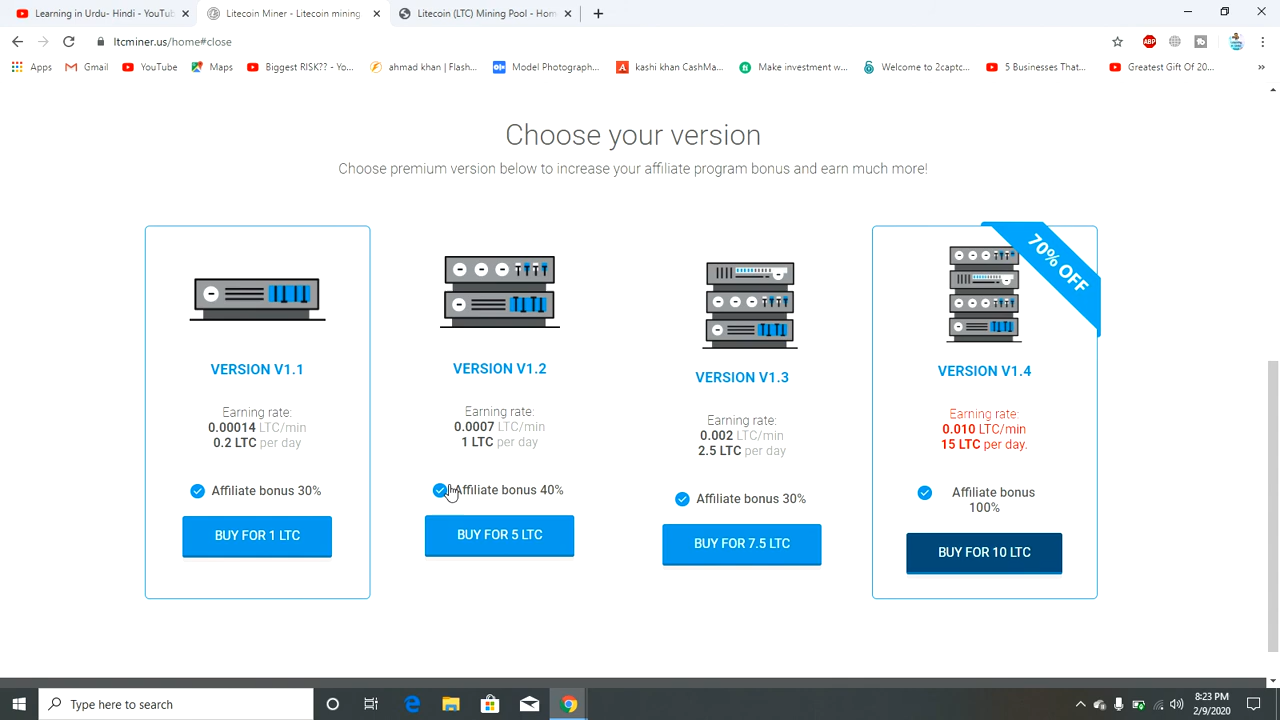 Learning in Urdu- Hindi - YouTub
Litecoin Miner - Litecoin mining
Litecoin (LTC) Mining Pool - Hom
ltcminer.us/home#close
ABP
Apps
Gmail
YouTube
Maps
Biggest RISK?? - Yo...
ahmad khan | Flash...
Model Photograph...
kashi khan CashMa...
Make investment w...
Welcome to 2captc...
5 Businesses That...
Greatest Gift Of 20...
Choose your version
Choose premium version below to increase your affiliate program bonus and earn much more!
VERSION V1.1
Earning rate:
0.00014 LTC/min
0.2 LTC per day
Affiliate bonus 30%
BUY FOR 1 LTC
VERSION V1.2
Earning rate:
0.0007 LTC/min
1 LTC per day
Affiliate bonus 40%
BUY FOR 5 LTC
VERSION V1.3
Earning rate:
0.002 LTC/min
2.5 LTC per day
Affiliate bonus 30%
BUY FOR 7.5 LTC
70% OFF
VERSION V1.4
Earning rate:
0.010 LTC/min
15 LTC per day.
Affiliate bonus
100%
BUY FOR 10 LTC
Type here to search
8:23 PM
2/9/2020